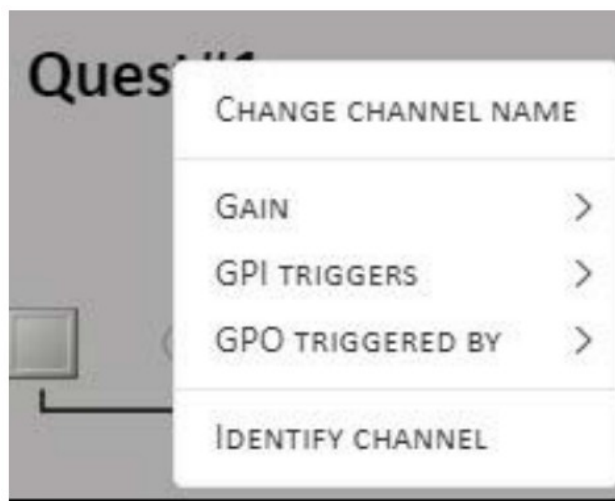 Ques
CHANGE CHANNEL NAME
GAIN
GPI TRIGGERS
GPO TRIGGERED BY
IDENTIFY CHANNEL